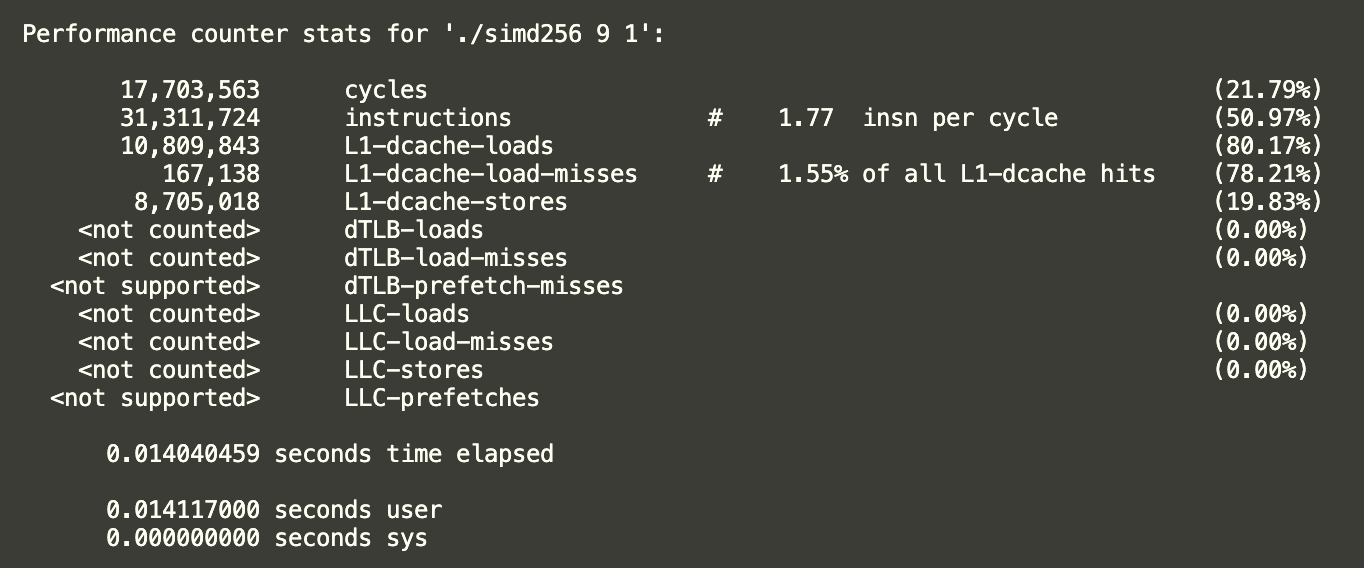 Performance counter stats for './simd256 9 1':
17,703,563 cycles (21.79%)
31,311,724 instructions # 1.77 insn per cycle (50.97%)
10,809,843 L1-dcache-loads (80.17%)
167,138 L1-dcache-load-misses # 1.55% of all L1-dcache hits (78.21%)
8,705,018 L1-dcache-stores (19.83%)
<not counted> dTLB-loads (0.00%)
<not counted> dTLB-load-misses (0.00%)
<not supported> dTLB-prefetch-misses
<not counted> LLC-loads (0.00%)
<not counted> LLC-load-misses (0.00%)
<not counted> LLC-stores (0.00%)
<not supported> LLC-prefetches
0.014040459 seconds time elapsed
0.014117000 seconds user
0.000000000 seconds sys